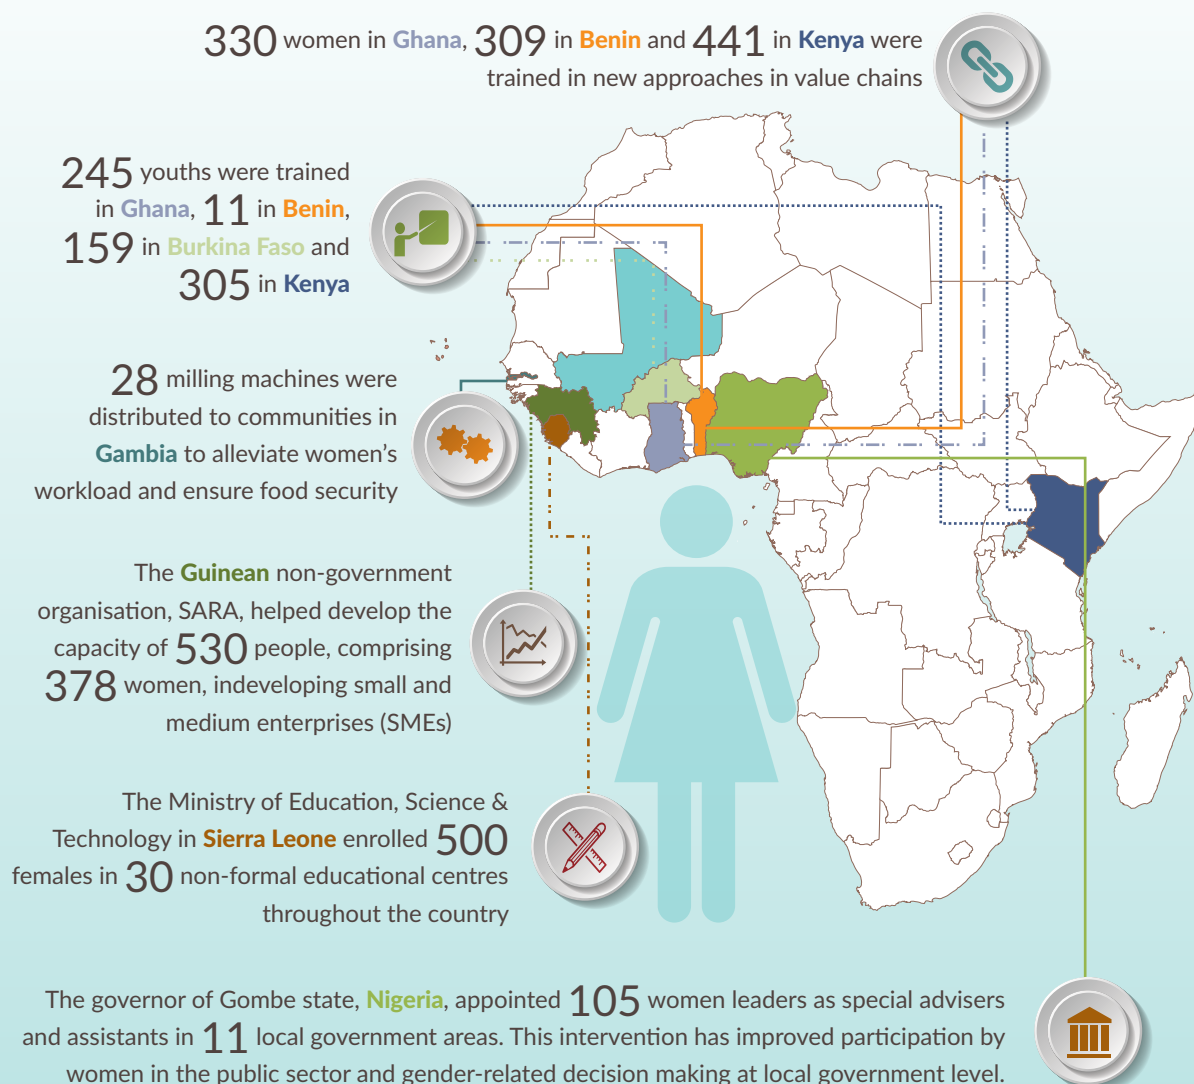 330 women in Ghana, 309 in Benin and 441 in Kenya were
trained in new approaches in value chains
245 youths were trained
in Ghana, 11 in Benin,
159 in Burkina Faso and
305 in Kenya
28 milling machines were
distributed to communities in
Gambia to alleviate women's
workload and ensure food security
The Guinean non-government
organisation, SARA, helped develop the
capacity of 530 people, comprising
378 women, indeveloping small and
medium enterprises (SMEs)
The Ministry of Education, Science &
Technology in Sierra Leone enrolled 500
females in 30 non-formal educational centres
throughout the country
The governor of Gombe state, Nigeria, appointed 105 women leaders as special advisers
and assistants in 11 local government areas. This intervention has improved participation by
women in the public sector and gender-related decision making at local government level.